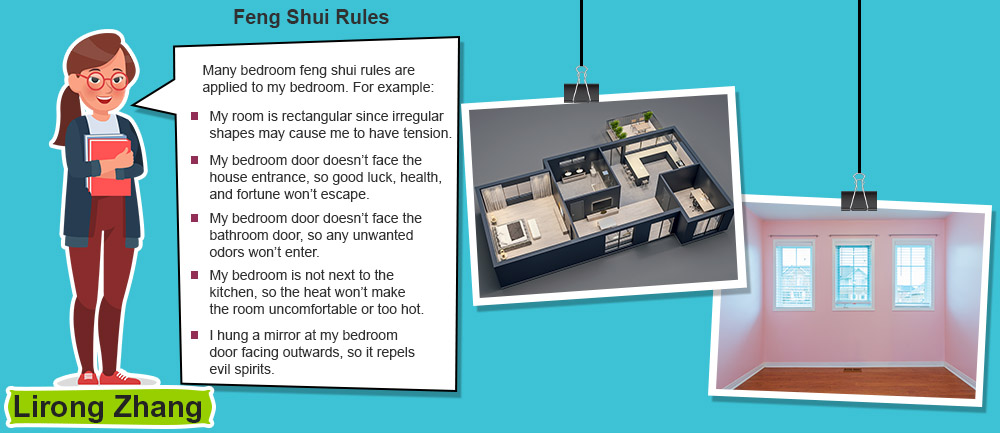 Feng Shui Rules
Many bedroom feng shui rules are
applied to my bedroom. For example:
My room is rectangular since irregular
shapes may cause me to have tension.
My bedroom door doesn’t face the
house entrance, so good luck, health,
and fortune won’t escape.
My bedroom door doesn’t face the
bathroom door, so any unwanted
odors won’t enter.
My bedroom is not next to the
kitchen, so the heat won’t make
the room uncomfortable or too hot.
I hung a mirror at my bedroom
door facing outwards, so it repels
evil spirits.
Lirong Zhang